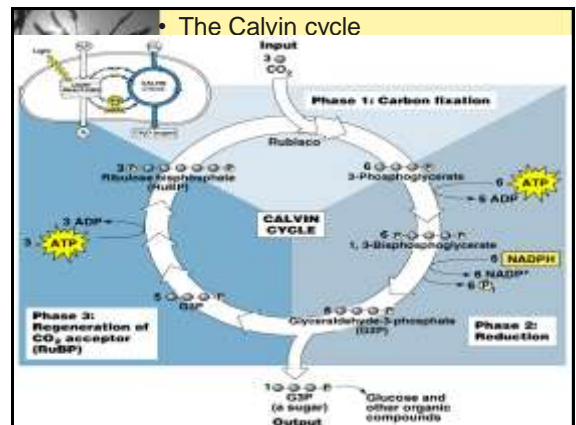 • The Calvin cycle
Light
CALVIN
CYCLE
Input
3
CO₂
Phase 1: Carbon fixation
Rubisco
3 P P
Ribulose bisphosphate
(RuBP)
6 P
3-Phosphoglycerate
6 ATP
6 ADP
CALVIN
CYCLE
6 P P
1, 3-Bisphosphoglycerate
6 NADPH
6 NADP⁺
6 Pᵢ
3 ADP
3 ATP
5 P
G3P
6 P
Glyceraldehyde-3-phosphate
(G3P)
Phase 3:
Regeneration of
CO₂ acceptor
(RuBP)
Phase 2:
Reduction
1 P
G3P
(a sugar)
Output
Glucose and
other organic
compounds